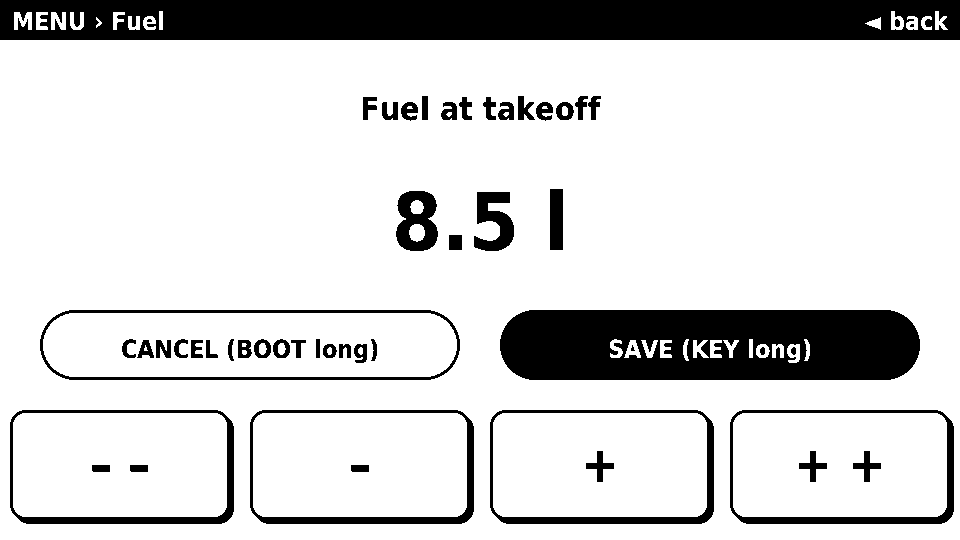 MENU › Fuel
◄ back
Fuel at takeoff
8.5 l
CANCEL (BOOT long)
SAVE (KEY long)
- -
-
+
+ +